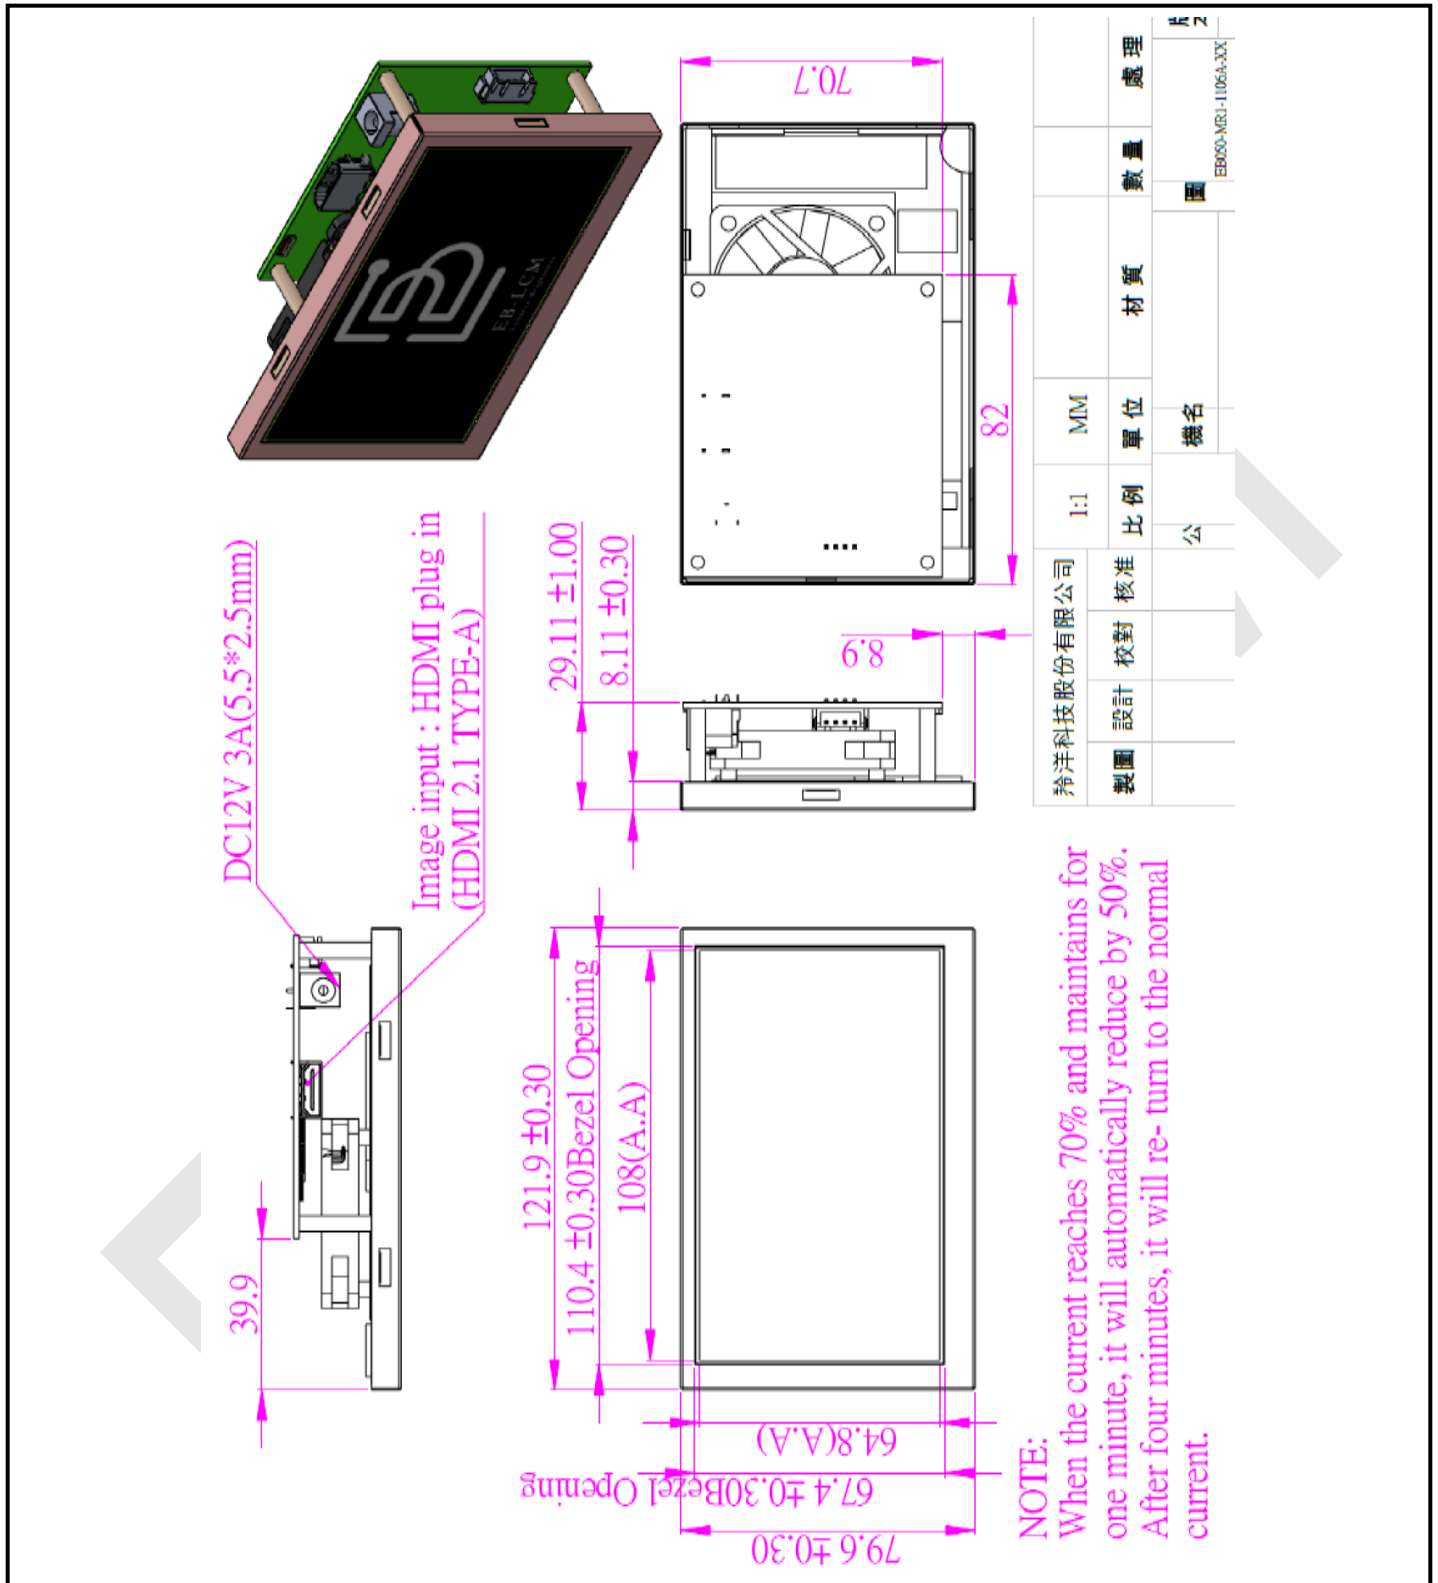 DC12V 3A(5.5*2.5mm)
Image input : HDMI plug in
(HDMI 2.1 TYPE-A)
39.9
29.11 ±1.00
8.11 ±0.30
8.9
70.7
82
121.9 ±0.30
110.4 ±0.30Bezel Opening
108(A.A)
64.8(A.A)
67.4 ±0.30Bezel Opening
79.6 ±0.30
EB-LCM
NOTE:
When the current reaches 70% and maintains for
one minute, it will automatically reduce by 50%.
After four minutes, it will re- turn to the normal
current.
羚洋科技股份有限公司 1:1 MM
製圖 設計 校對 核准 比例 單位 材質 數量 處理
公 機名 圖
EB050-MR1-1106A-XX